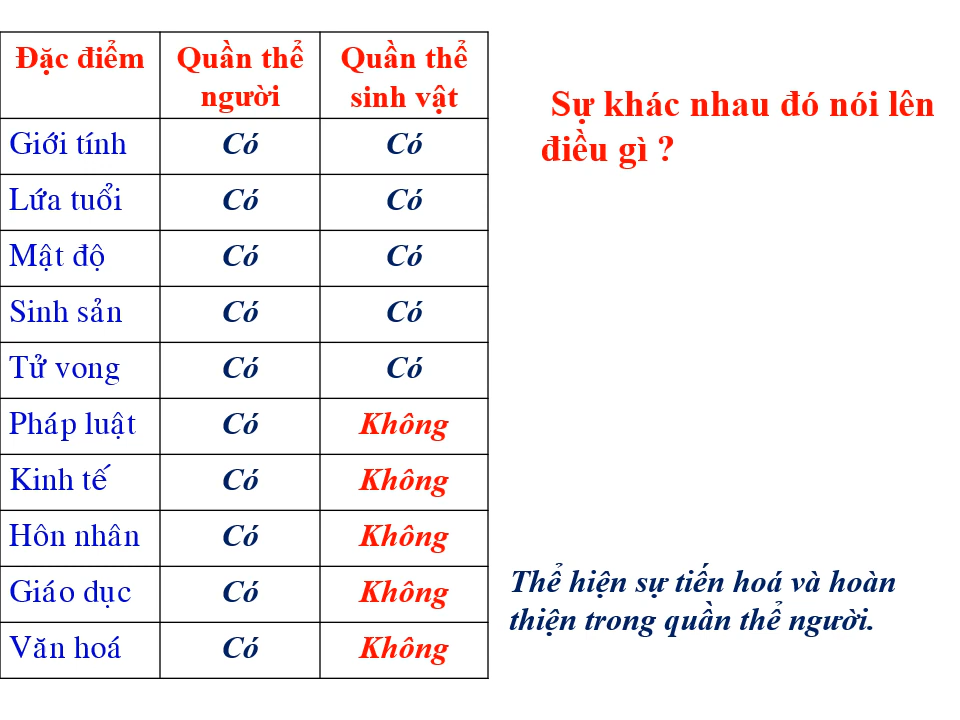 Đặc điểm Quần thể người Quần thể sinh vật
Giới tính Có Có
Lứa tuổi Có Có
Mật độ Có Có
Sinh sản Có Có
Tử vong Có Có
Pháp luật Có Không
Kinh tế Có Không
Hôn nhân Có Không
Giáo dục Có Không
Văn hoá Có Không
Sự khác nhau đó nói lên
điều gì ?
Thể hiện sự tiến hoá và hoàn
thiện trong quần thể người.